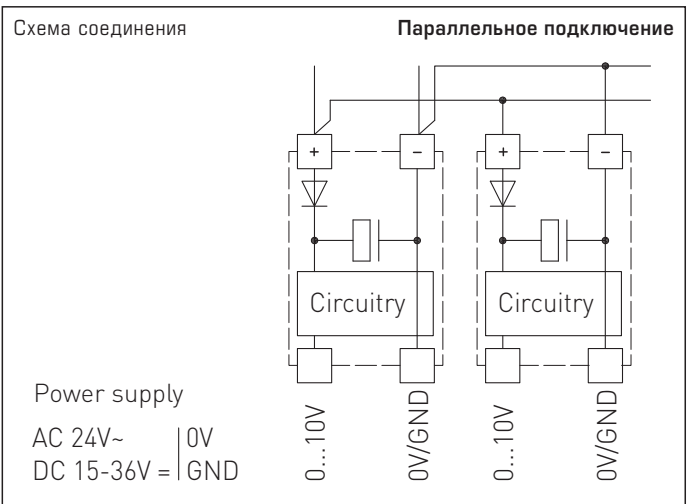 Схема соединения
Параллельное подключение
+ − + −
Circuitry Circuitry
Power supply
AC 24V~ | 0V
DC 15-36V = | GND
0...10V
0V/GND
0...10V
0V/GND